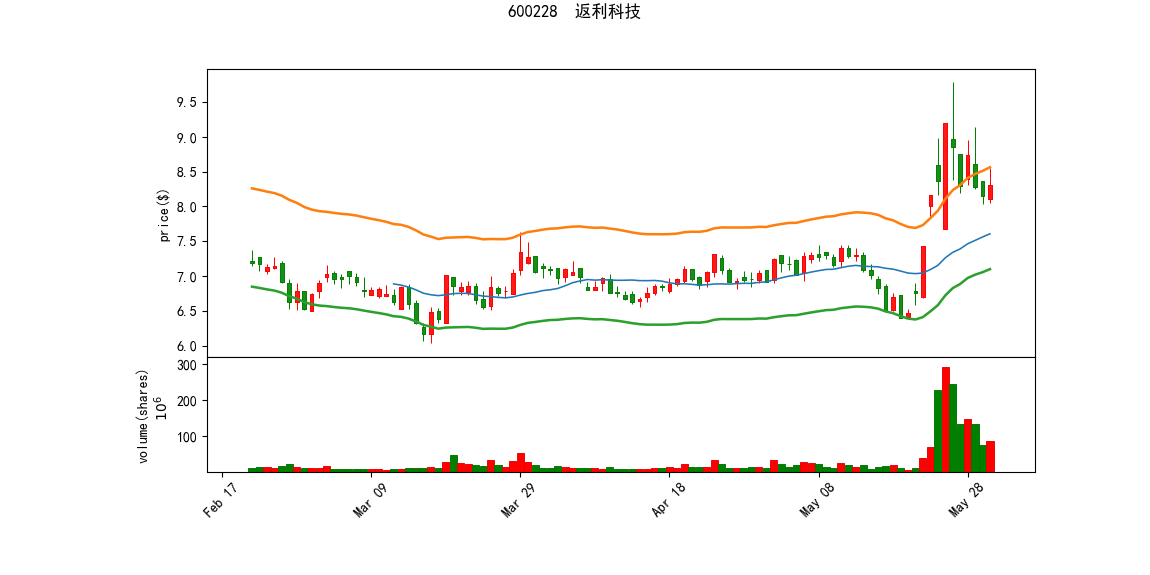 600228 返利科技
price($)
9.5
9.0
8.5
8.0
7.5
7.0
6.5
6.0
volume(shares)
10^6
300
200
100
Feb 17
Mar 09
Mar 29
Apr 18
May 08
May 28